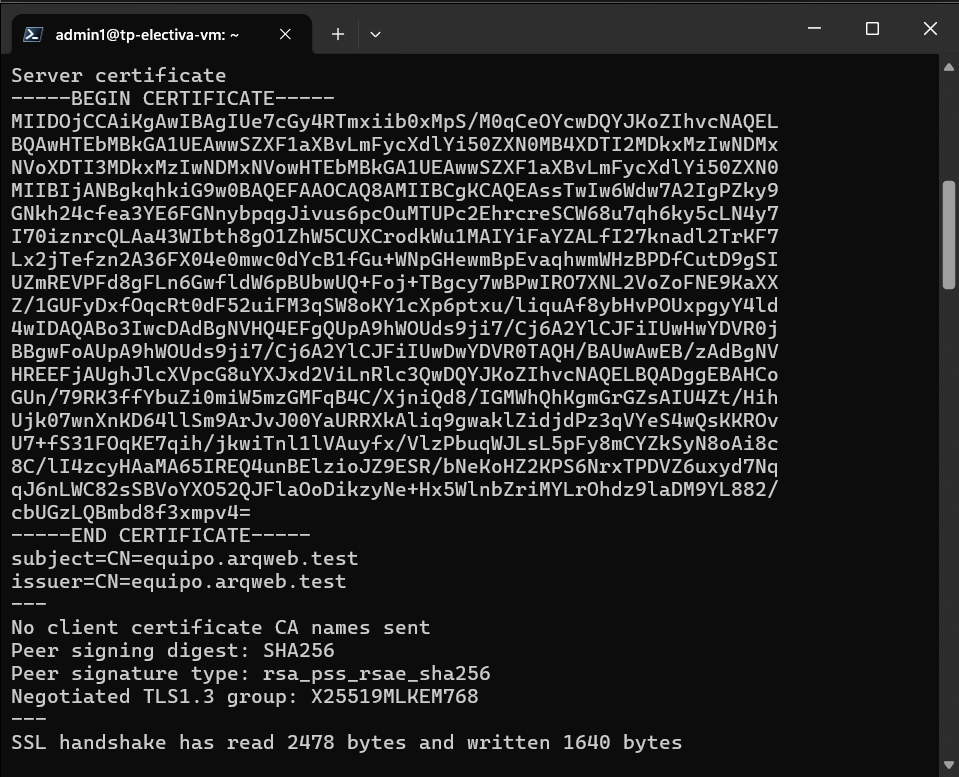 admin1@tp-electiva-vm: ~
Server certificate
-----BEGIN CERTIFICATE-----
MIIDOjCCAiKgAwIBAgIUe7cGy4RTmxiib0xMpS/M0qCeOYcwDQYJKoZIhvcNAQEL
BQAwHTEbMBkGA1UEAwwSZXF1aXBvLmFycXdlYi50ZXN0MB4XDTI2MDkxMzIwNDMx
NVoXDTI3MDkxMzIwNDMxNVowHTEbMBkGA1UEAwwSZXF1aXBvLmFycXdlYi50ZXN0
MIIBIjANBgkqhkiG9w0BAQEFAAOCAQ8AMIIBCgKCAQEAssTwIw6Wdw7A2IgPZky9
GNkh24cfea3YE6FGNnybpqgJivus6pcOuMTUPc2EhrcreSCW68u7qh6ky5cLN4y7
I70iznrcQLAa43WIbth8gO1ZhW5CUXCrodkWu1MAIYiFaYZALfI27knadl2TrKF7
Lx2jTefzn2A36FX04e0mwc0dYcB1fGu+WNpGHewmBpEvaqhwmWHzBPDfCutD9gSI
UZmREVPFd8gFLn6GwfldW6pBUbwUQ+Foj+TBgcy7wBPwIRO7XNL2VoZoFNE9KaXX
Z/1GUFyDxfOqcRt0dF52uiFM3qSW8oKY1cXp6ptxu/liquAf8ybHvPOUxpgyY4ld
4wIDAQABo3IwcDAdBgNVHQ4EFgQUpA9hWOUds9ji7/Cj6A2YlCJFiIUwHwYDVR0j
BBgwFoAUpA9hWOUds9ji7/Cj6A2YlCJFiIUwDwYDVR0TAQH/BAUwAwEB/zAdBgNV
HREEFjAUghJlcXVpcG8uYXJxd2ViLnRlc3QwDQYJKoZIhvcNAQELBQADggEBAHCo
GUn/79RK3ffYbuZi0miW5mzGMFqB4C/XjniQd8/IGMWhQhKgmGrGZsAIU4Zt/Hih
Ujk07wnXnKD64llSm9ArJvJ00YaURRXkAliq9gwaklZidjdPz3qVYeS4wQsKKROv
U7+fS31FOqKE7qih/jkwiTnl1lVAuyfx/VlzPbuqWJLsL5pFy8mCYZkSyN8oAi8c
8C/lI4zcyHAaMA65IREQ4unBElzioJZ9ESR/bNeKoHZ2KPS6NrxTPDVZ6uxyd7Nq
qJ6nLWC82sSBVoYXO52QJFlaOoDikzyNe+Hx5WlnbZriMYLrOhdz9laDM9YL882/
cbUGzLQBmbd8f3xmpv4=
-----END CERTIFICATE-----
subject=CN=equipo.arqweb.test
issuer=CN=equipo.arqweb.test
---
No client certificate CA names sent
Peer signing digest: SHA256
Peer signature type: rsa_pss_rsae_sha256
Negotiated TLS1.3 group: X25519MLKEM768
---
SSL handshake has read 2478 bytes and written 1640 bytes